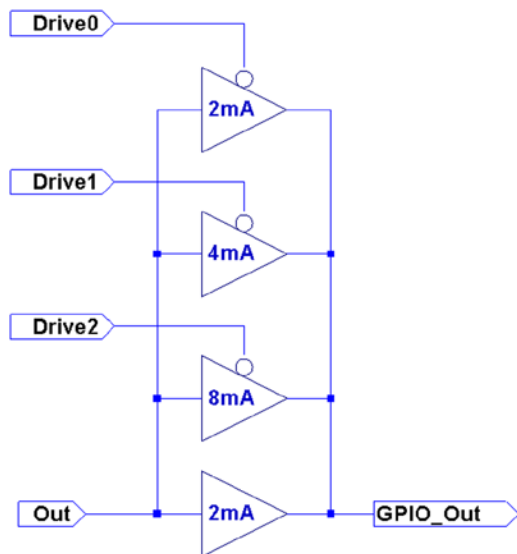 Drive0
2mA
Drive1
4mA
Drive2
8mA
Out
2mA
GPIO_Out